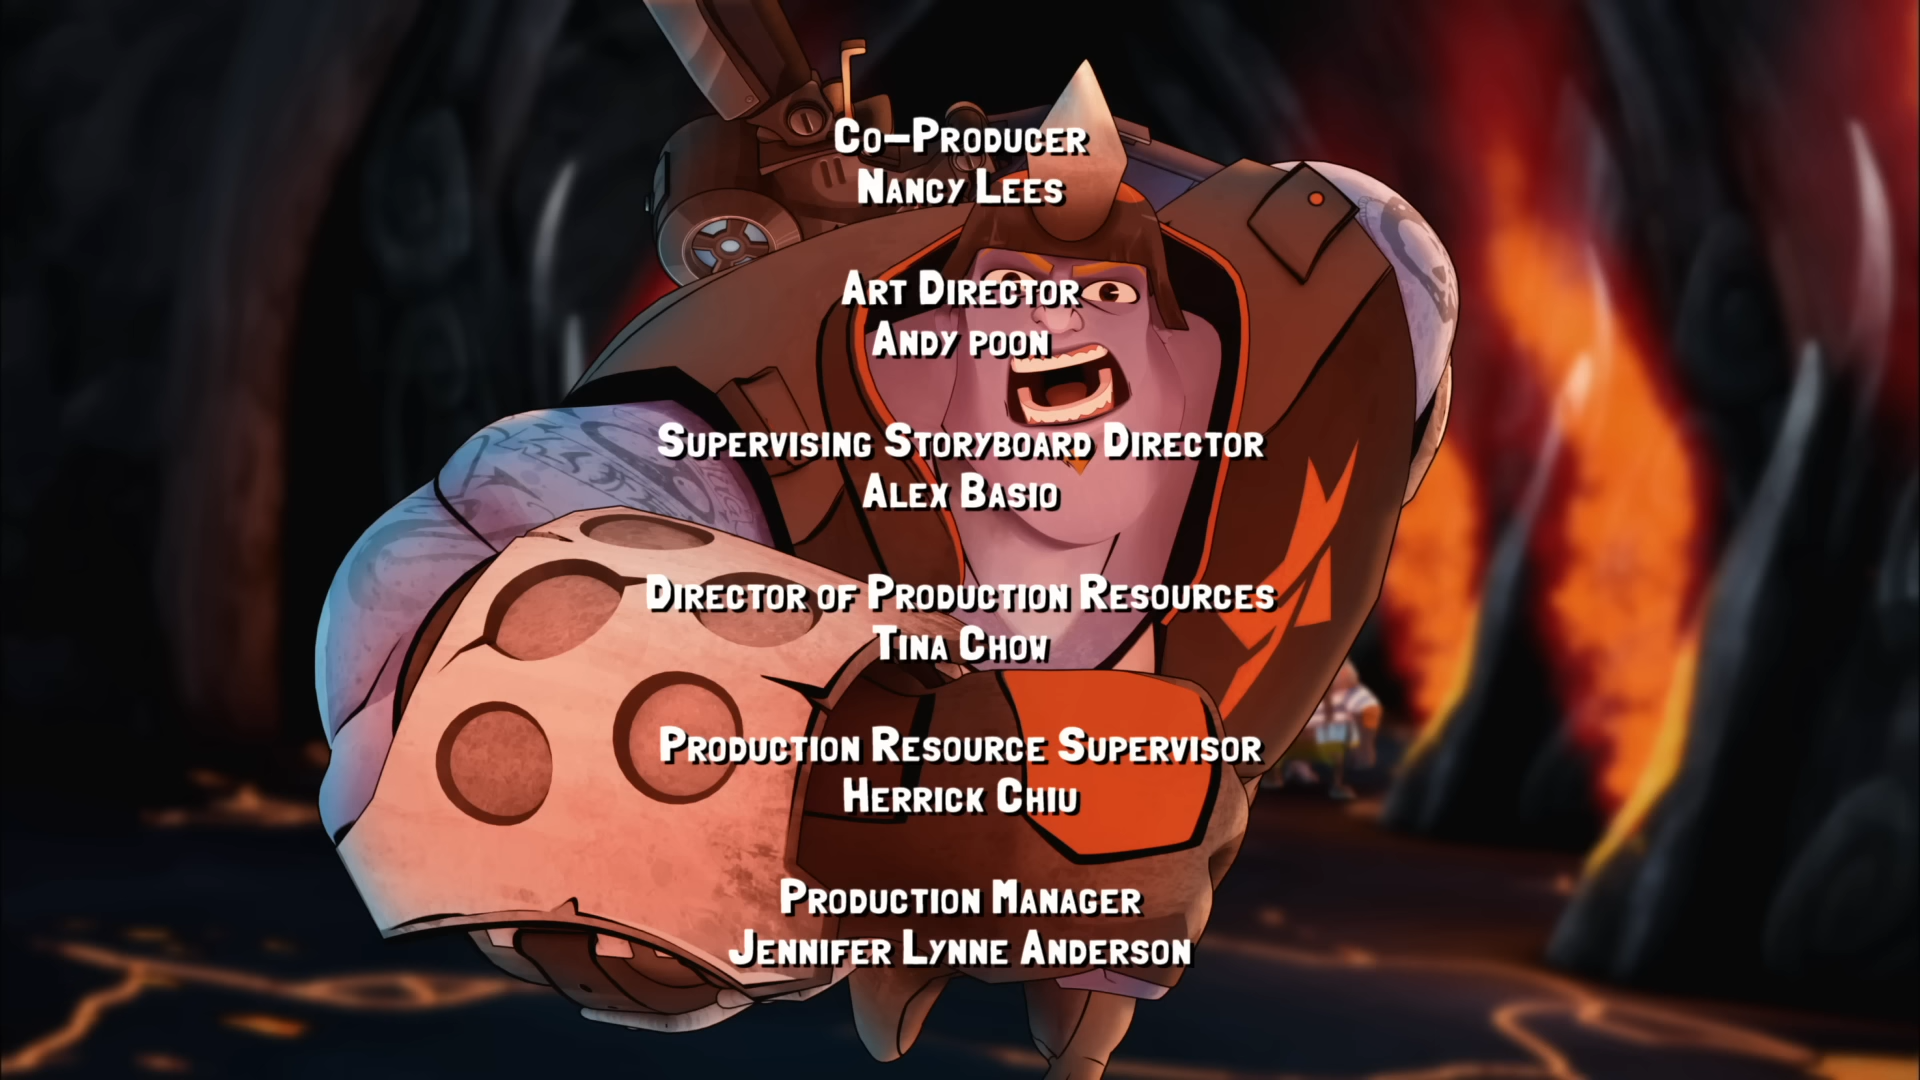 Co-Producer
Nancy Lees
Art Director
Andy Poon
Supervising Storyboard Director
Alex Basio
Director of Production Resources
Tina Chow
Production Resource Supervisor
Herrick Chiu
Production Manager
Jennifer Lynne Anderson